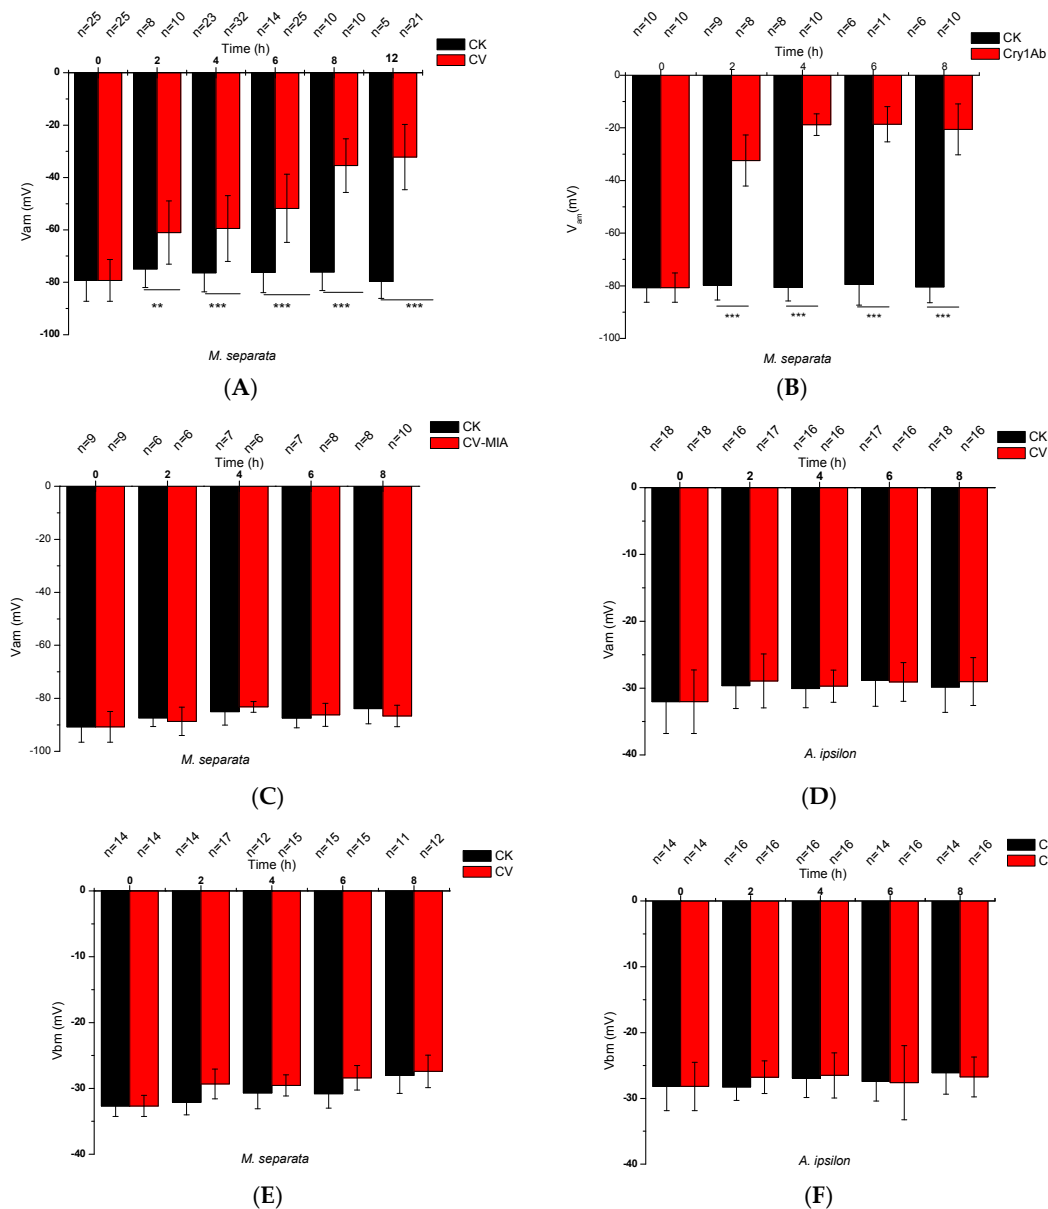 n=25 n=25 n=8 n=10 n=23 n=32 n=14 n=25 n=10 n=10 n=5 n=21
CK
CV
Time (h)
0 2 4 6 8 12
0
-20
-40
-60
-80
-100
Vam (mV)
** *** *** *** ***
M. separata
(A)
n=10 n=10 n=9 n=8 n=8 n=10 n=6 n=11 n=6 n=10
CK
Cry1Ab
Time (h)
0 2 4 6 8
0
-20
-40
-60
-80
-100
Vam(mV)
*** *** *** ***
M. separata
(B)
n=9 n=9 n=6 n=6 n=7 n=6 n=7 n=8 n=8 n=10
CK
CV-MIA
Time (h)
0 2 4 6 8
0
-20
-40
-60
-80
-100
Vam (mV)
M. separata
(C)
n=18 n=18 n=16 n=17 n=16 n=16 n=17 n=16 n=18 n=16
CK
CV
Time (h)
0 2 4 6 8
0
-10
-20
-30
-40
Vam (mV)
A. ipsilon
(D)
n=14 n=14 n=14 n=17 n=12 n=15 n=15 n=15 n=11 n=12
CK
CV
Time (h)
0 2 4 6 8
0
-10
-20
-30
-40
Vbm (mV)
M. separata
(E)
n=14 n=14 n=16 n=16 n=16 n=16 n=14 n=16 n=14 n=16
C
C
Time (h)
0 2 4 6 8
0
-10
-20
-30
-40
Vbm (mV)
A. ipsilon
(F)